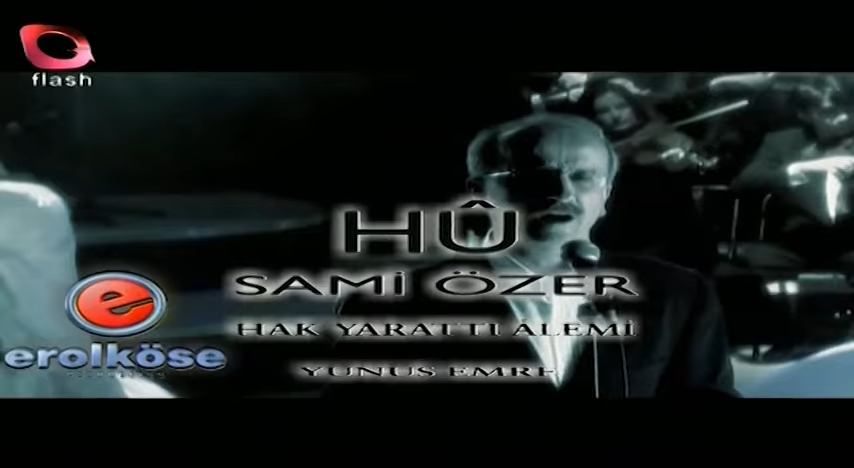 flash
HÛ
SAMİ ÖZER
HAK YARATTI ÂLEMİ
YUNUS EMRE
e
erolköse